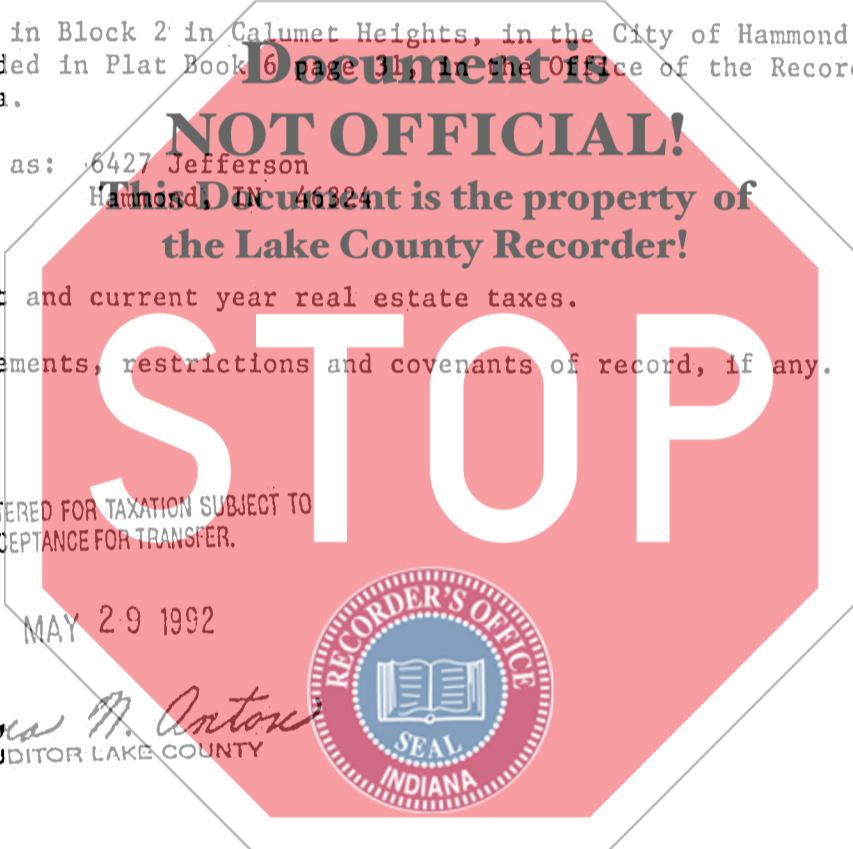 in Block 2 in Calumet Heights, in the City of Hammond
ded in Plat Book 6 page 31, in the Office of the Recor
a.
Document is
NOT OFFICIAL!
as: 6427 Jefferson
Hammond, IN 46324
This Document is the property of
the Lake County Recorder!
and current year real estate taxes.
ements, restrictions and covenants of record, if any.
STOP
TERED FOR TAXATION SUBJECT TO
CEPTANCE FOR TRANSFER.
MAY 29 1992
N. Anton
UDITOR LAKE COUNTY
RECORDER'S OFFICE
SEAL
INDIANA